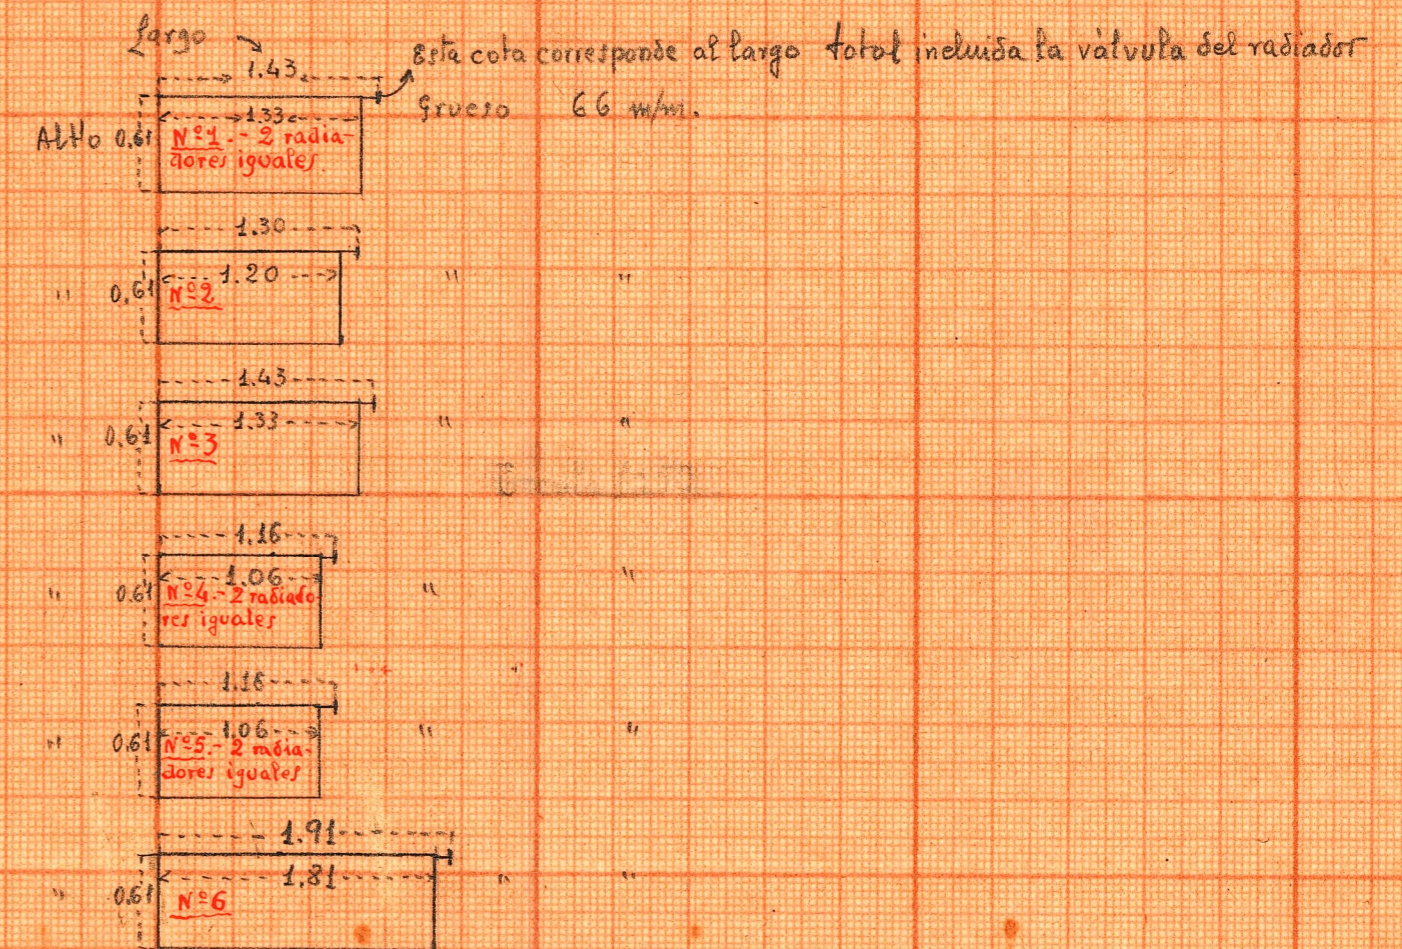 Largo
1.43 Esta cota corresponde al largo total incluida la válvula del radiador
1.33 Grueso 66 m/m.
Alto 0.61 Nº1.- 2 radia-
dores iguales.
1.30
1.20 " "
" 0.61 Nº2
1.43
1.33 " "
" 0.61 Nº3
1.16
1.06 " "
" 0.61 Nº4.- 2 radiado-
res iguales
1.16
1.06 " "
" 0.61 Nº5.- 2 radia-
dores iguales
1.91
1.81 " "
" 0.61 Nº6